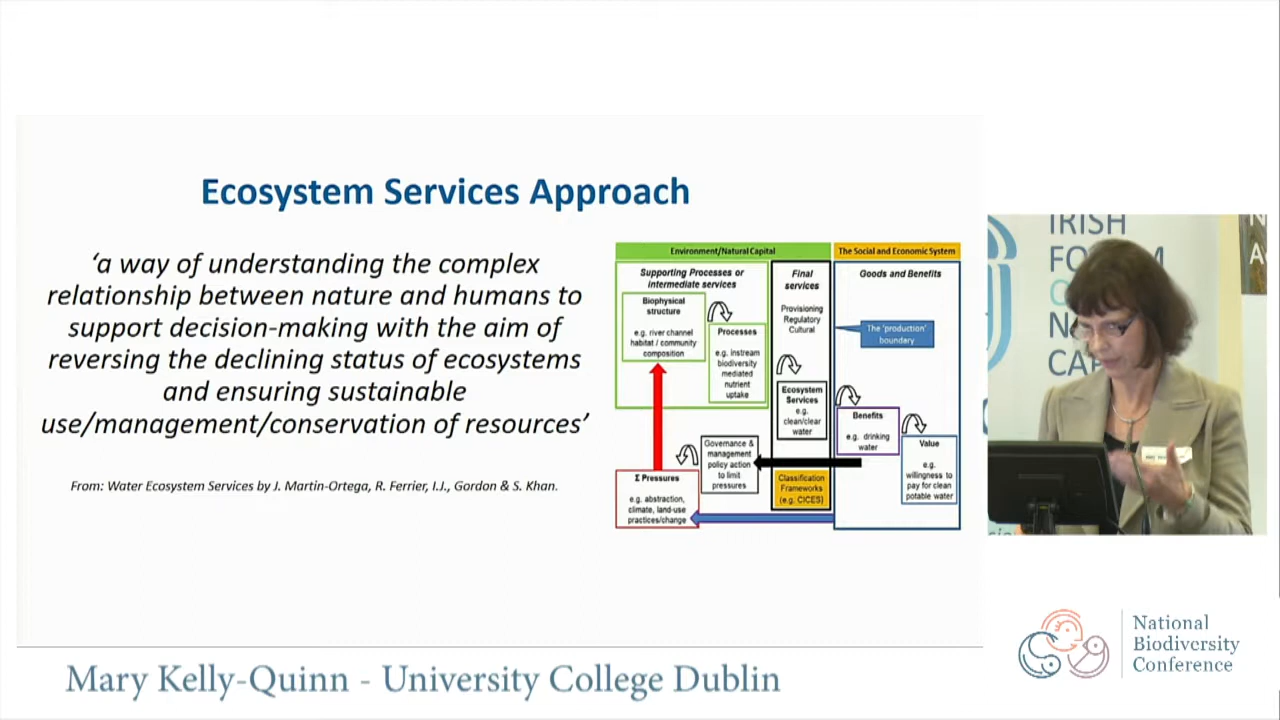 Ecosystem Services Approach
‘a way of understanding the complex
relationship between nature and humans to
support decision-making with the aim of
reversing the declining status of ecosystems
and ensuring sustainable
use/management/conservation of resources’
From: Water Ecosystem Services by J. Martin-Ortega, R. Ferrier, I.J., Gordon & S. Khan.
Environment/Natural Capital
The Social and Economic System
Supporting Processes or
intermediate services
Biophysical
structure
e.g. river channel
habitat / community
composition
Processes
e.g. instream
biodiversity
mediated
nutrient
uptake
Final
services
Provisioning
Regulatory
Cultural
Ecosystem
Services
e.g.
clean/clear
water
Classification
Frameworks
(e.g. CICES)
Goods and Benefits
The 'production'
boundary
Benefits
e.g. drinking
water
Value
e.g.
willingness to
pay for clean
potable water
Governance &
management
policy action
to limit
pressures
Σ Pressures
e.g. abstraction,
climate, land-use
practices/change
IRISH
National
Biodiversity
Conference
Mary Kelly-Quinn - University College Dublin